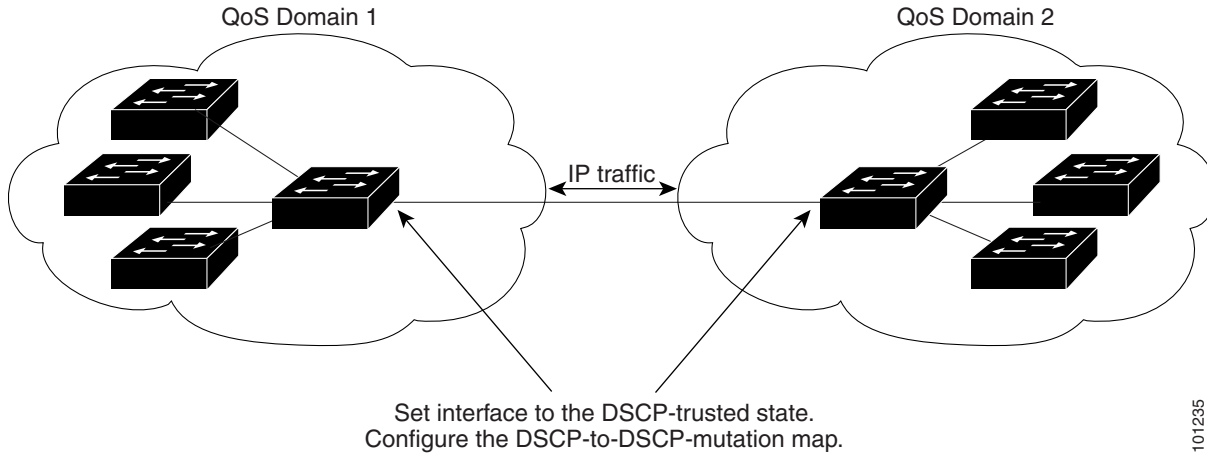 QoS Domain 1
QoS Domain 2
IP traffic
Set interface to the DSCP-trusted state.
Configure the DSCP-to-DSCP-mutation map.
101235